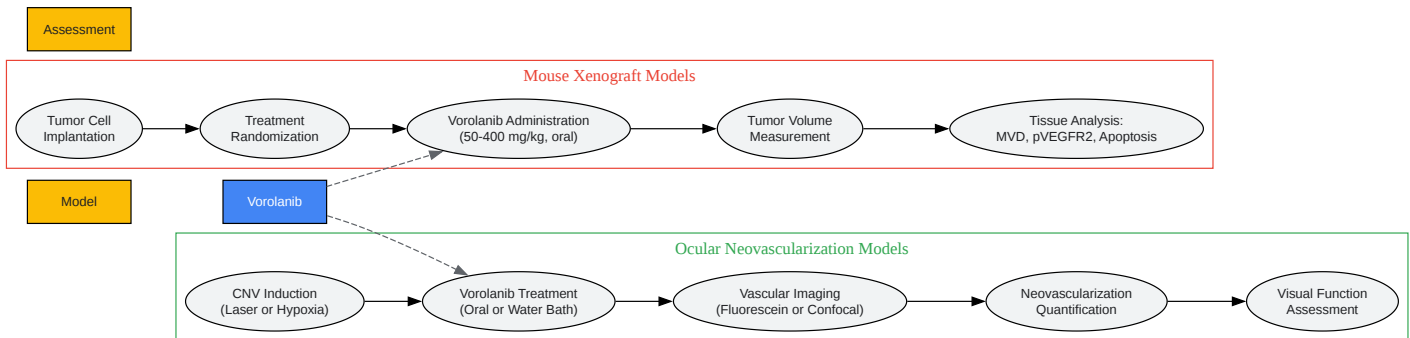 Assessment
Mouse Xenograft Models
Tumor Cell
Implantation
Treatment
Randomization
Vorolanib Administration
(50-400 mg/kg, oral)
Tumor Volume
Measurement
Tissue Analysis:
MVD, pVEGFR2, Apoptosis
Model
Vorolanib
Ocular Neovascularization Models
CNV Induction
(Laser or Hypoxia)
Vorolanib Treatment
(Oral or Water Bath)
Vascular Imaging
(Fluorescein or Confocal)
Neovascularization
Quantification
Visual Function
Assessment